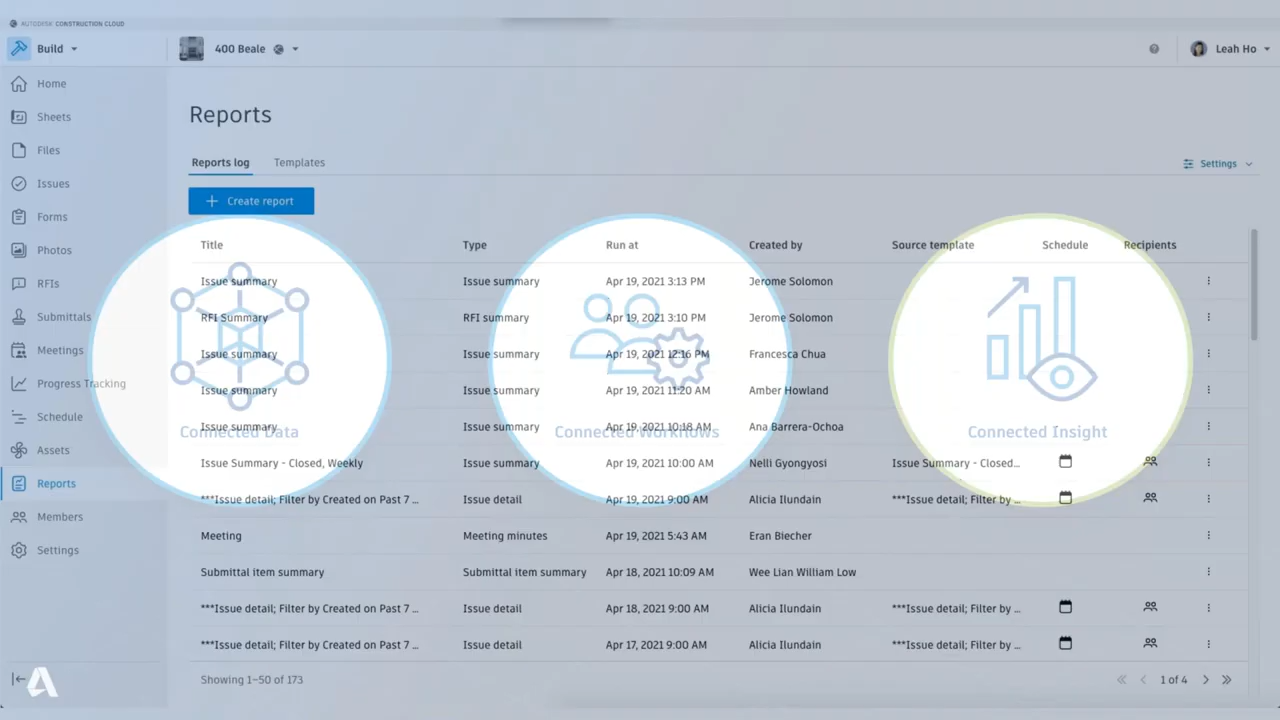 AUTODESK CONSTRUCTION CLOUD
Build
400 Beale
Leah Ho
Home
Sheets
Files
Issues
Forms
Photos
RFIs
Submittals
Meetings
Progress Tracking
Schedule
Assets
Reports
Members
Settings
Reports
Reports log Templates
Settings
Create report
Title Type Run at Created by Source template Schedule Recipients
Issue summary Issue summary Apr 19, 2021 3:13 PM Jerome Solomon
RFI Summary RFI summary Apr 19, 2021 3:10 PM Jerome Solomon
Issue summary Issue summary Apr 19, 2021 12:16 PM Francesca Chua
Issue summary Issue summary Apr 19, 2021 11:20 AM Amber Howland
Issue summary Issue summary Apr 19, 2021 10:18 AM Ana Barrera-Ochoa
Connected Data Connected Workflows Connected Insight
Issue Summary - Closed, Weekly Issue summary Apr 19, 2021 10:00 AM Nelli Gyongyosi Issue Summary - Closed...
***Issue detail; Filter by Created on Past 7 ... Issue detail Apr 19, 2021 9:00 AM Alicia Ilundain ***Issue detail; Filter by ...
Meeting Meeting minutes Apr 19, 2021 5:43 AM Eran Biecher
Submittal item summary Submittal item summary Apr 18, 2021 10:09 AM Wee Lian William Low
***Issue detail; Filter by Created on Past 7 ... Issue detail Apr 18, 2021 9:00 AM Alicia Ilundain ***Issue detail; Filter by ...
***Issue detail; Filter by Created on Past 7 ... Issue detail Apr 17, 2021 9:00 AM Alicia Ilundain ***Issue detail; Filter by ...
Showing 1–50 of 173
1 of 4